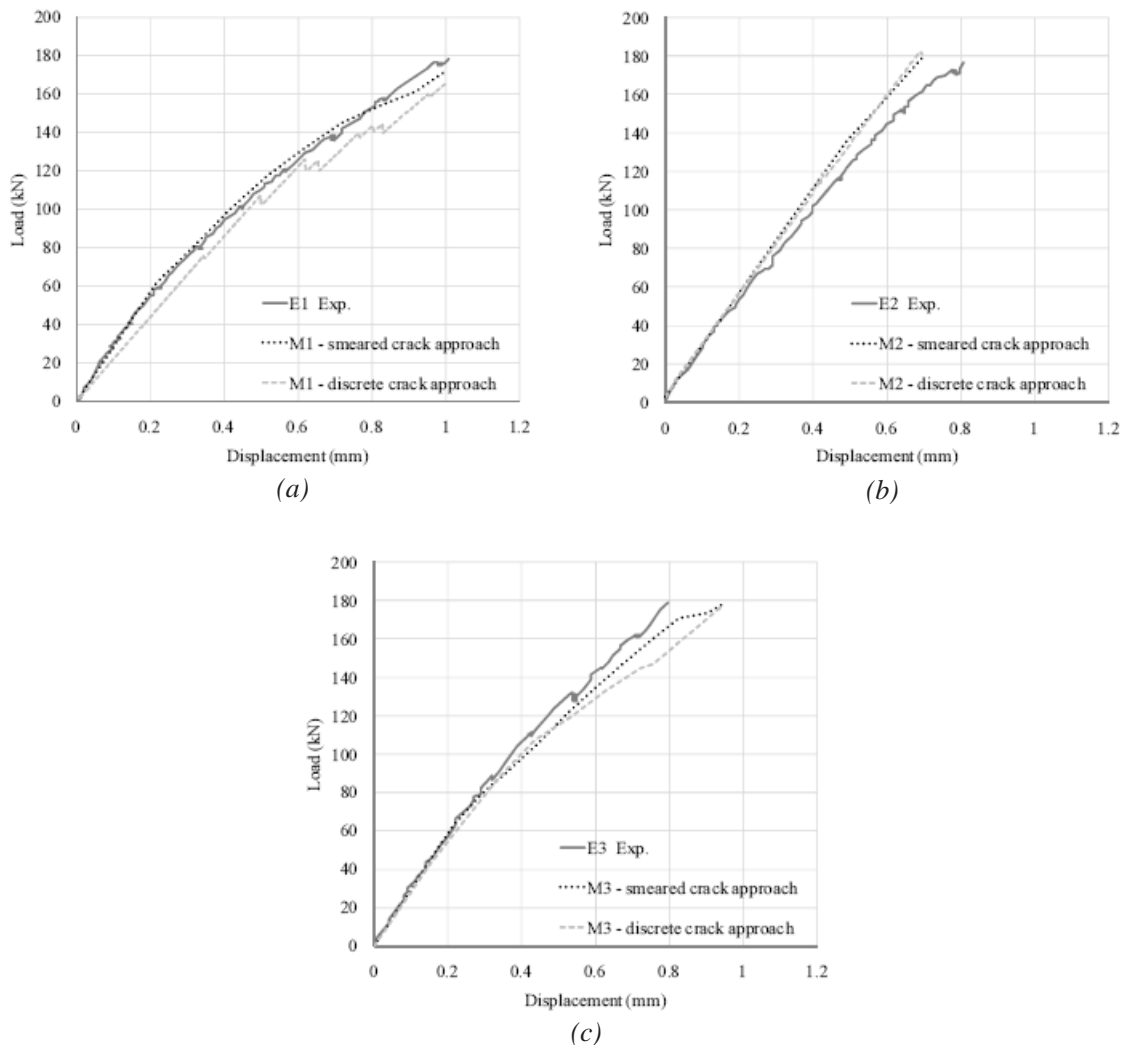 200
180
160
140
120
100
80
60
40
20
0
Load (kN)
E1 Exp.
M1 - smeared crack approach
M1 - discrete crack approach
0 0.2 0.4 0.6 0.8 1 1.2
Displacement (mm)
(a)
200
180
160
140
120
100
80
60
40
20
0
Load (kN)
E2 Exp.
M2 - smeared crack approach
M2 - discrete crack approach
0 0.2 0.4 0.6 0.8 1 1.2
Displacement (mm)
(b)
200
180
160
140
120
100
80
60
40
20
0
Load (kN)
E3 Exp.
M3 - smeared crack approach
M3 - discrete crack approach
0 0.2 0.4 0.6 0.8 1 1.2
Displacement (mm)
(c)